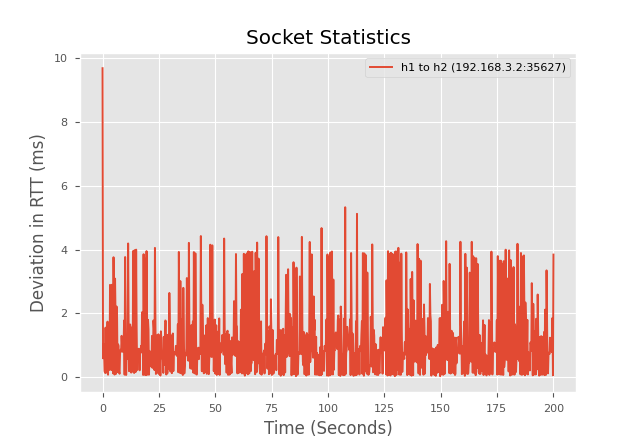 Socket Statistics
h1 to h2 (192.168.3.2:35627)
Deviation in RTT (ms)
10
8
6
4
2
0
0 25 50 75 100 125 150 175 200
Time (Seconds)